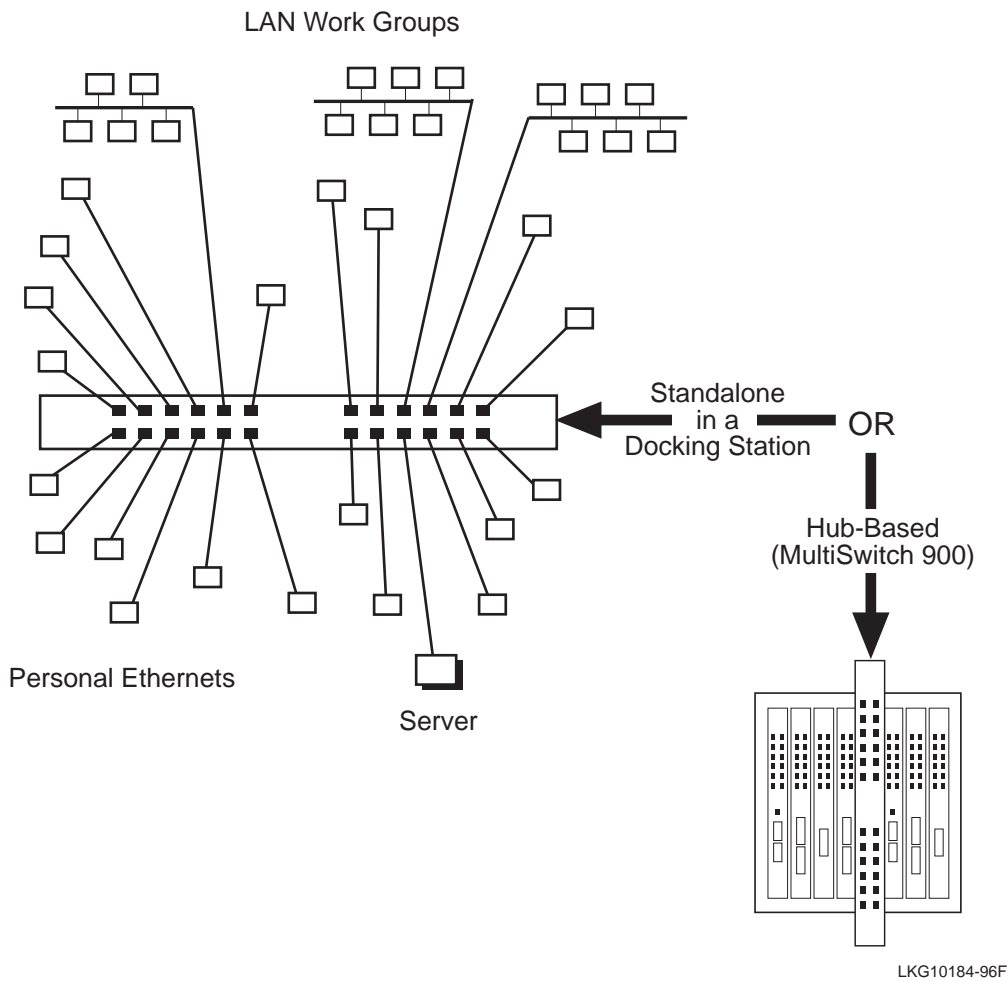 LAN Work Groups
Standalone
in a
Docking Station
OR
Hub-Based
(MultiSwitch 900)
Personal Ethernets
Server
LKG10184-96F